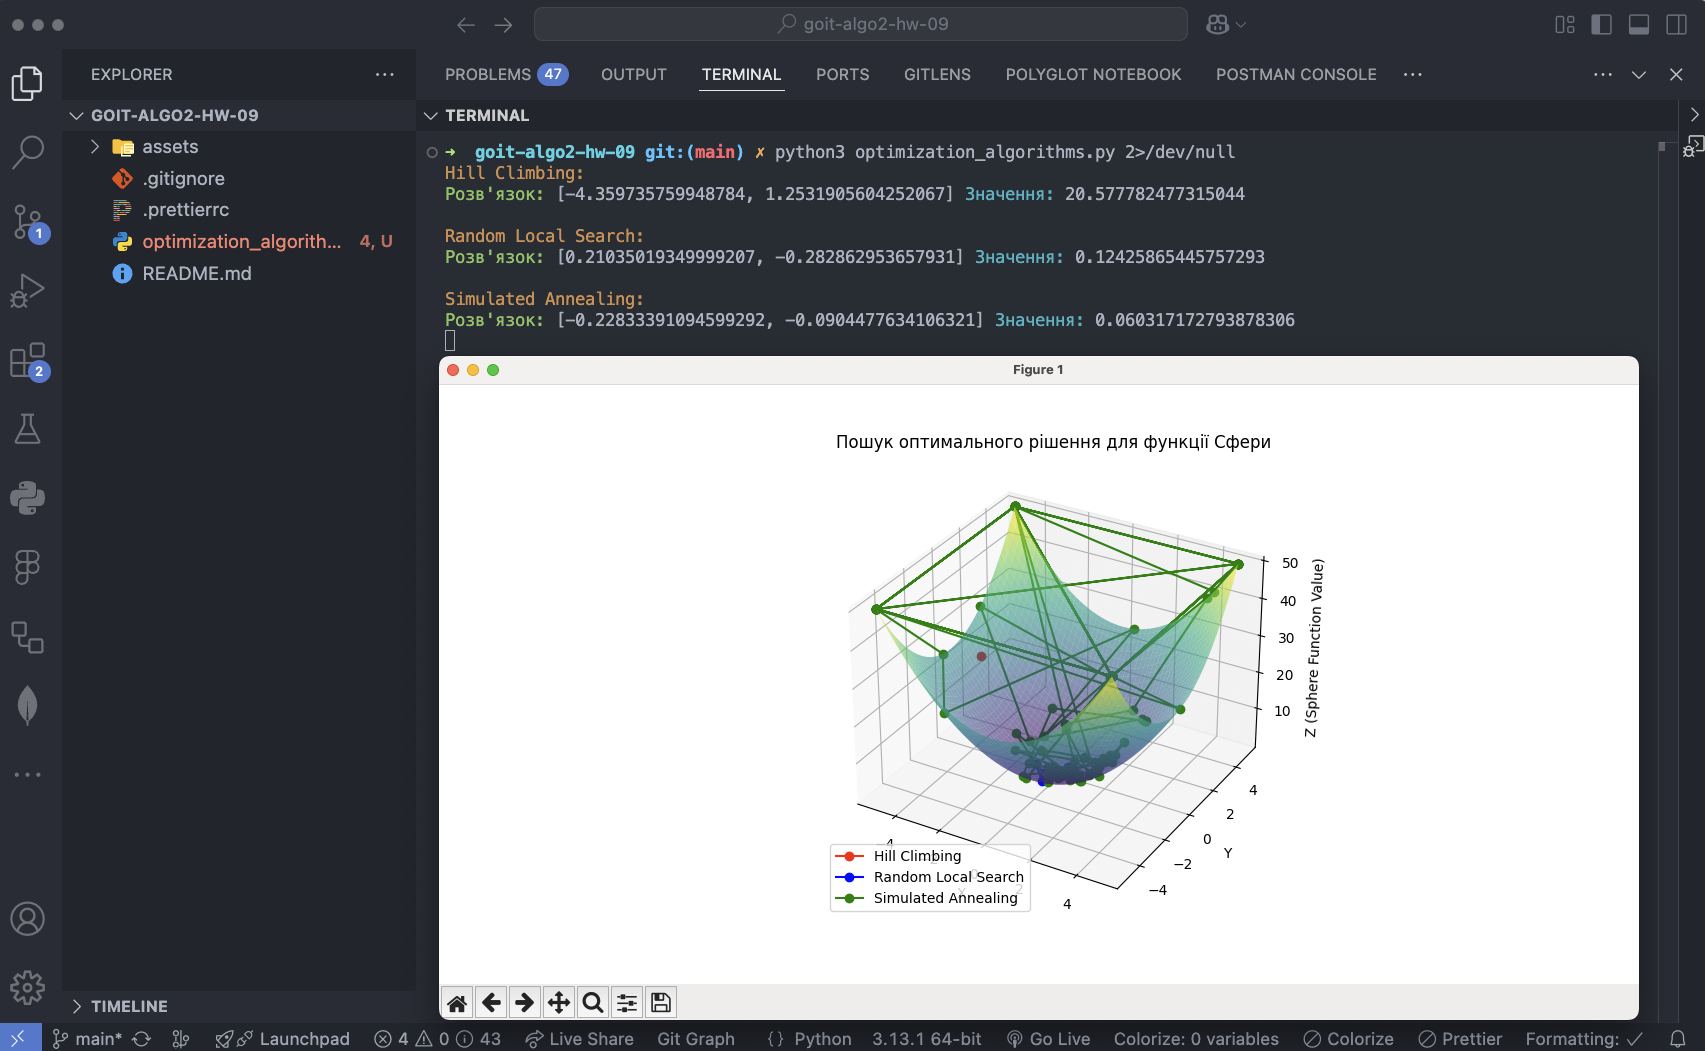 goit-algo2-hw-09
EXPLORER
PROBLEMS 47 OUTPUT TERMINAL PORTS GITLENS POLYGLOT NOTEBOOK POSTMAN CONSOLE
GOIT-ALGO2-HW-09
assets
.gitignore
.prettierrc
optimization_algorith... 4, U
README.md
1
2
TERMINAL
➜ goit-algo2-hw-09 git:(main) ✗ python3 optimization_algorithms.py 2>/dev/null
Hill Climbing:
Розв'язок: [-4.359735759948784, 1.2531905604252067] Значення: 20.577782477315044
Random Local Search:
Розв'язок: [0.21035019349999207, -0.282862953657931] Значення: 0.12425865445757293
Simulated Annealing:
Розв'язок: [-0.22833391094599292, -0.0904477634106321] Значення: 0.060317172793878306
Figure 1
Пошук оптимального рішення для функції Сфери
50
40
30
20
10
Z (Sphere Function Value)
4
2
0
−2
−4
Y
−4
2
0
2
4
X
Hill Climbing
Random Local Search
Simulated Annealing
TIMELINE
main* Launchpad 4 0 43 Live Share Git Graph {} Python 3.13.1 64-bit Go Live Colorize: 0 variables Colorize Prettier Formatting: ✓